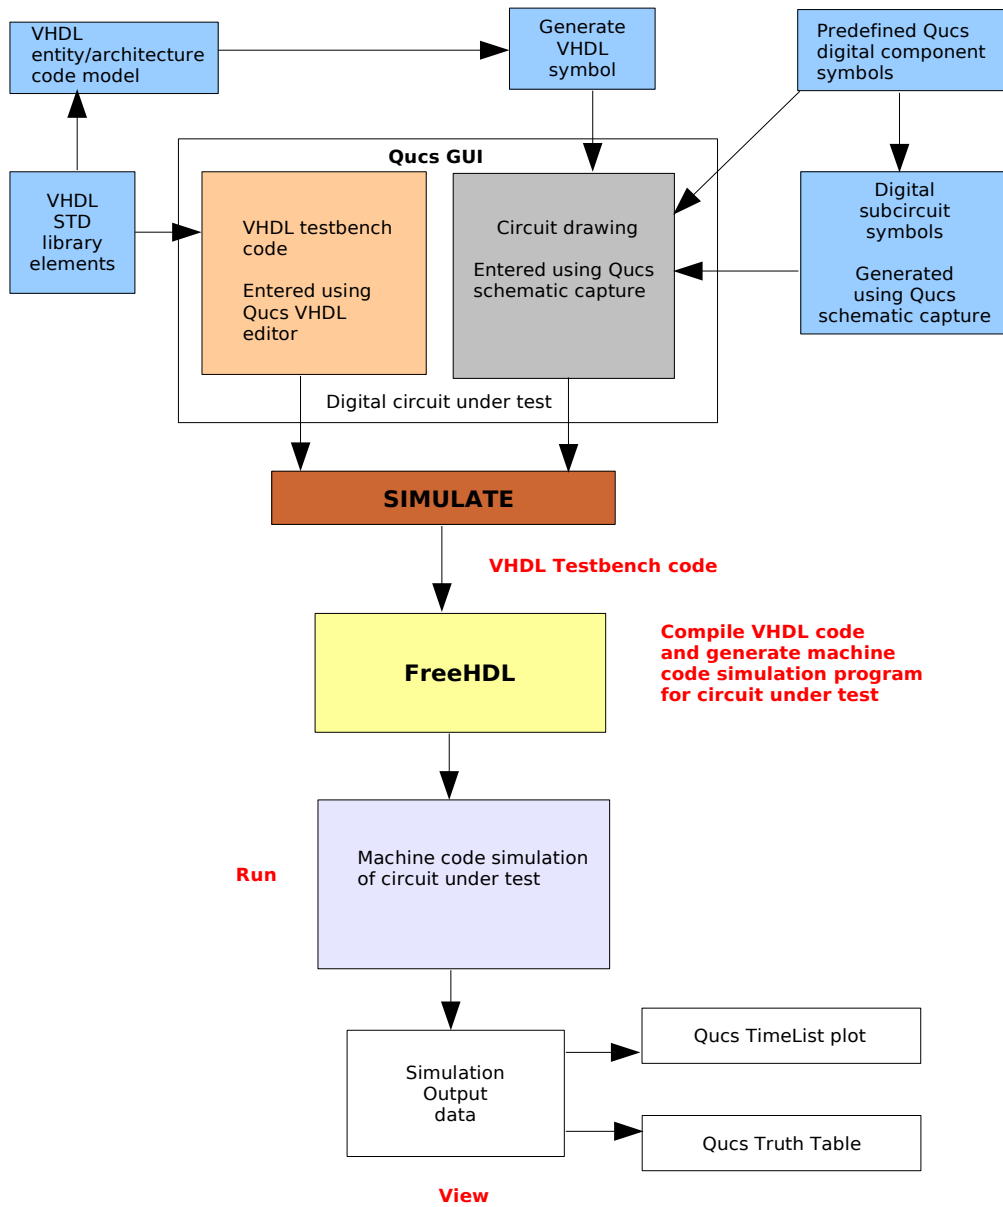 VHDL
entity/architecture
code model
Generate
VHDL
symbol
Predefined Qucs
digital component
symbols
Qucs GUI
VHDL
STD
library
elements
VHDL testbench
code
Entered using
Qucs VHDL
editor
Circuit drawing
Entered using Qucs
schematic capture
Digital
subcircuit
symbols
Generated
using Qucs
schematic capture
Digital circuit under test
SIMULATE
VHDL Testbench code
FreeHDL
Compile VHDL code
and generate machine
code simulation program
for circuit under test
Run
Machine code simulation
of circuit under test
Simulation
Output
data
Qucs TimeList plot
Qucs Truth Table
View